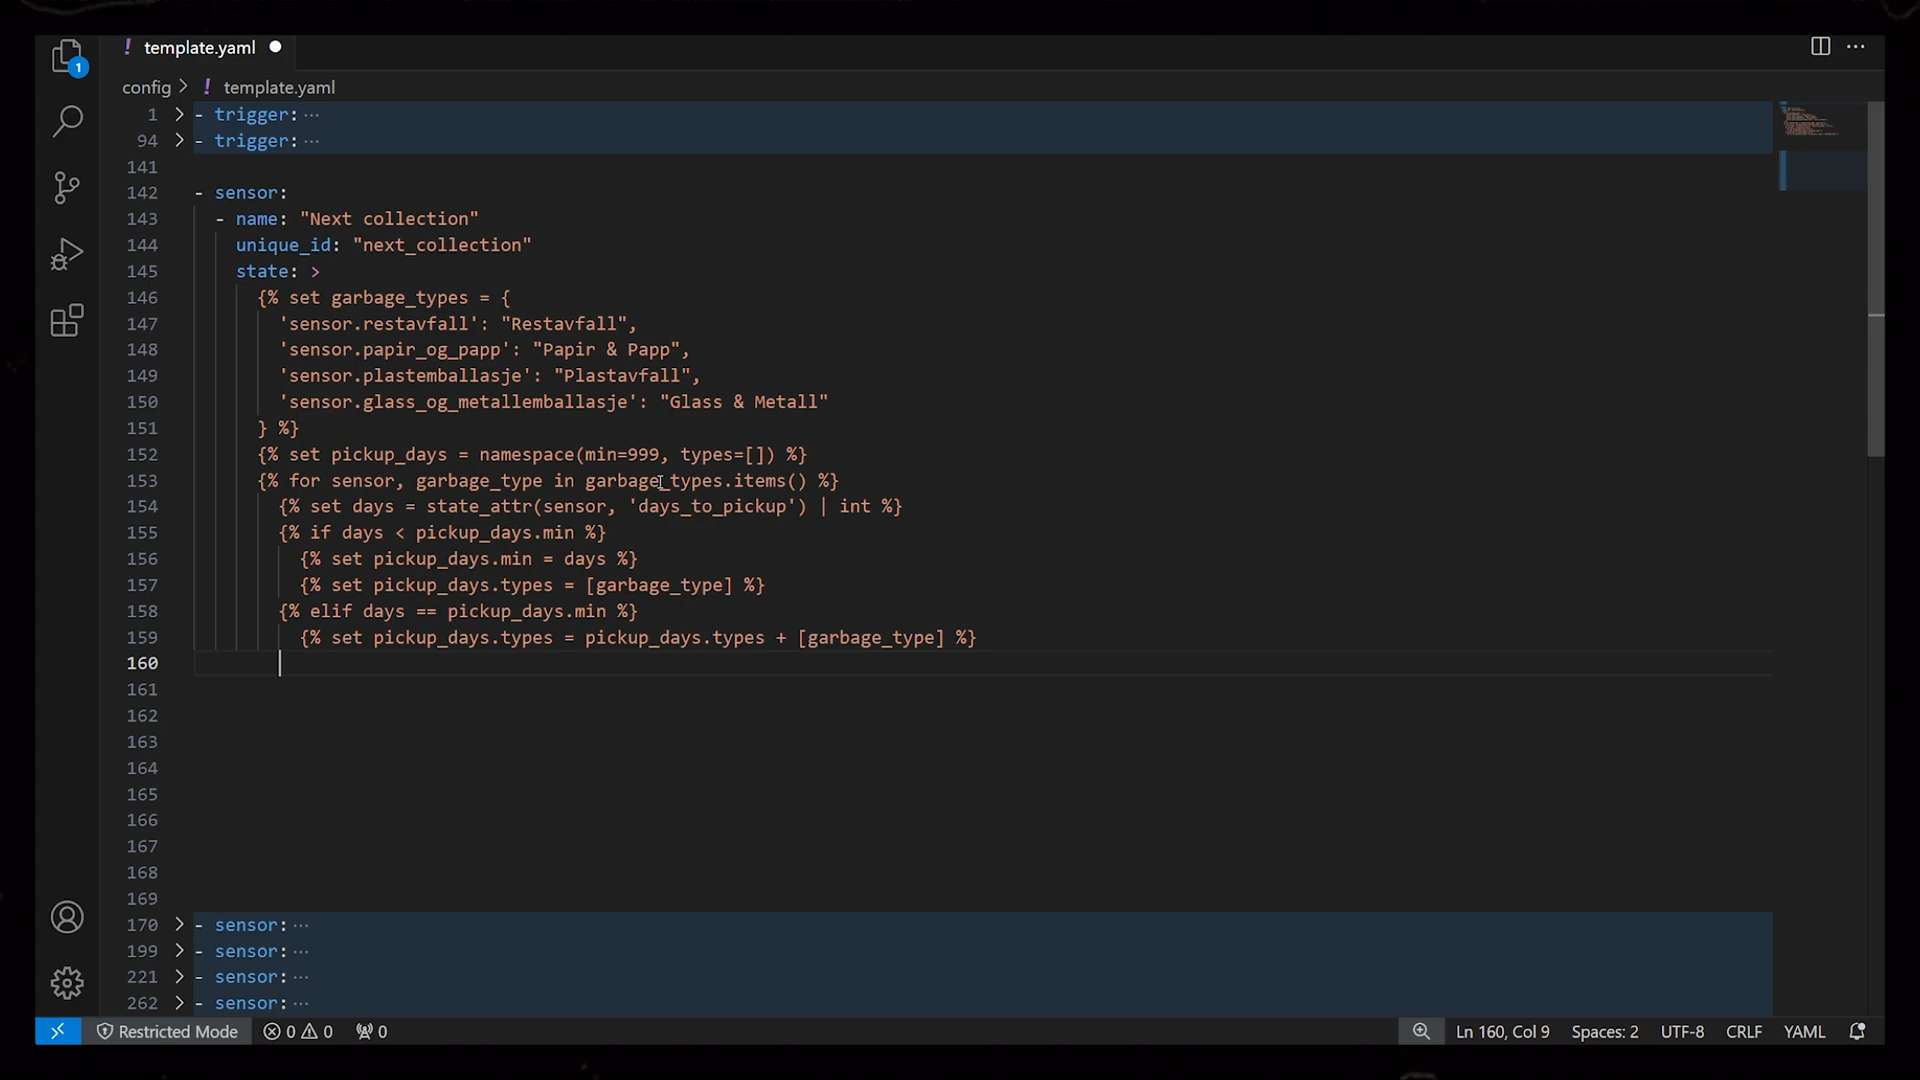 ! template.yaml
config > ! template.yaml
1
1 > - trigger: ...
94 > - trigger: ...
141
142 - sensor:
143 - name: "Next collection"
144 unique_id: "next_collection"
145 state: >
146 {% set garbage_types = {
147 'sensor.restavfall': "Restavfall",
148 'sensor.papir_og_papp': "Papir & Papp",
149 'sensor.plastemballasje': "Plastavfall",
150 'sensor.glass_og_metallemballasje': "Glass & Metall"
151 } %}
152 {% set pickup_days = namespace(min=999, types=[]) %}
153 {% for sensor, garbage_type in garbage_types.items() %}
154 {% set days = state_attr(sensor, 'days_to_pickup') | int %}
155 {% if days < pickup_days.min %}
156 {% set pickup_days.min = days %}
157 {% set pickup_days.types = [garbage_type] %}
158 {% elif days == pickup_days.min %}
159 {% set pickup_days.types = pickup_days.types + [garbage_type] %}
160
161
162
163
164
165
166
167
168
169
170 > - sensor: ...
199 > - sensor: ...
221 > - sensor: ...
262 > - sensor: ...
Restricted Mode 0 0 0 Ln 160, Col 9 Spaces: 2 UTF-8 CRLF YAML